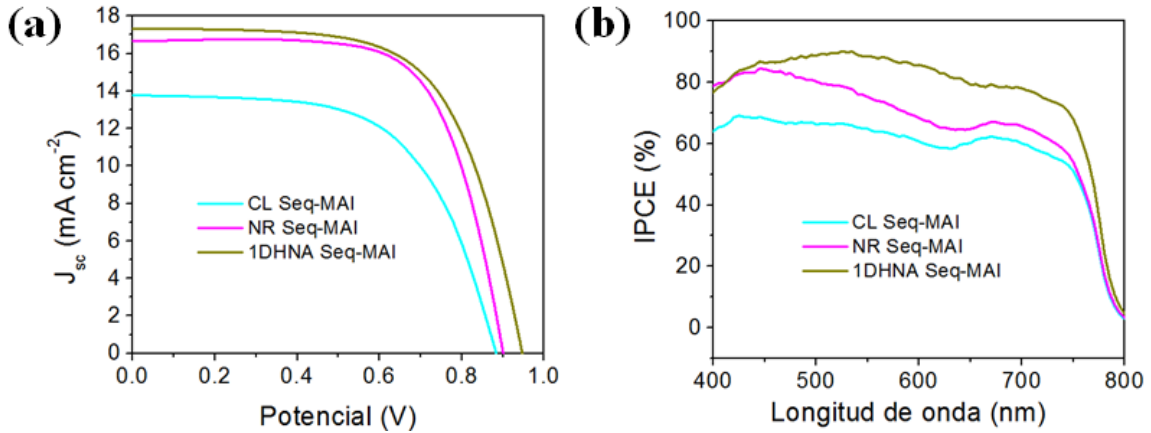 (a)
18
16
14
12
10
8
6
4
2
0
J_sc (mA cm^-2)
CL Seq-MAI
NR Seq-MAI
1DHNA Seq-MAI
0.0 0.2 0.4 0.6 0.8 1.0
Potencial (V)
(b)
100
80
60
40
20
0
IPCE (%)
CL Seq-MAI
NR Seq-MAI
1DHNA Seq-MAI
400 500 600 700 800
Longitud de onda (nm)